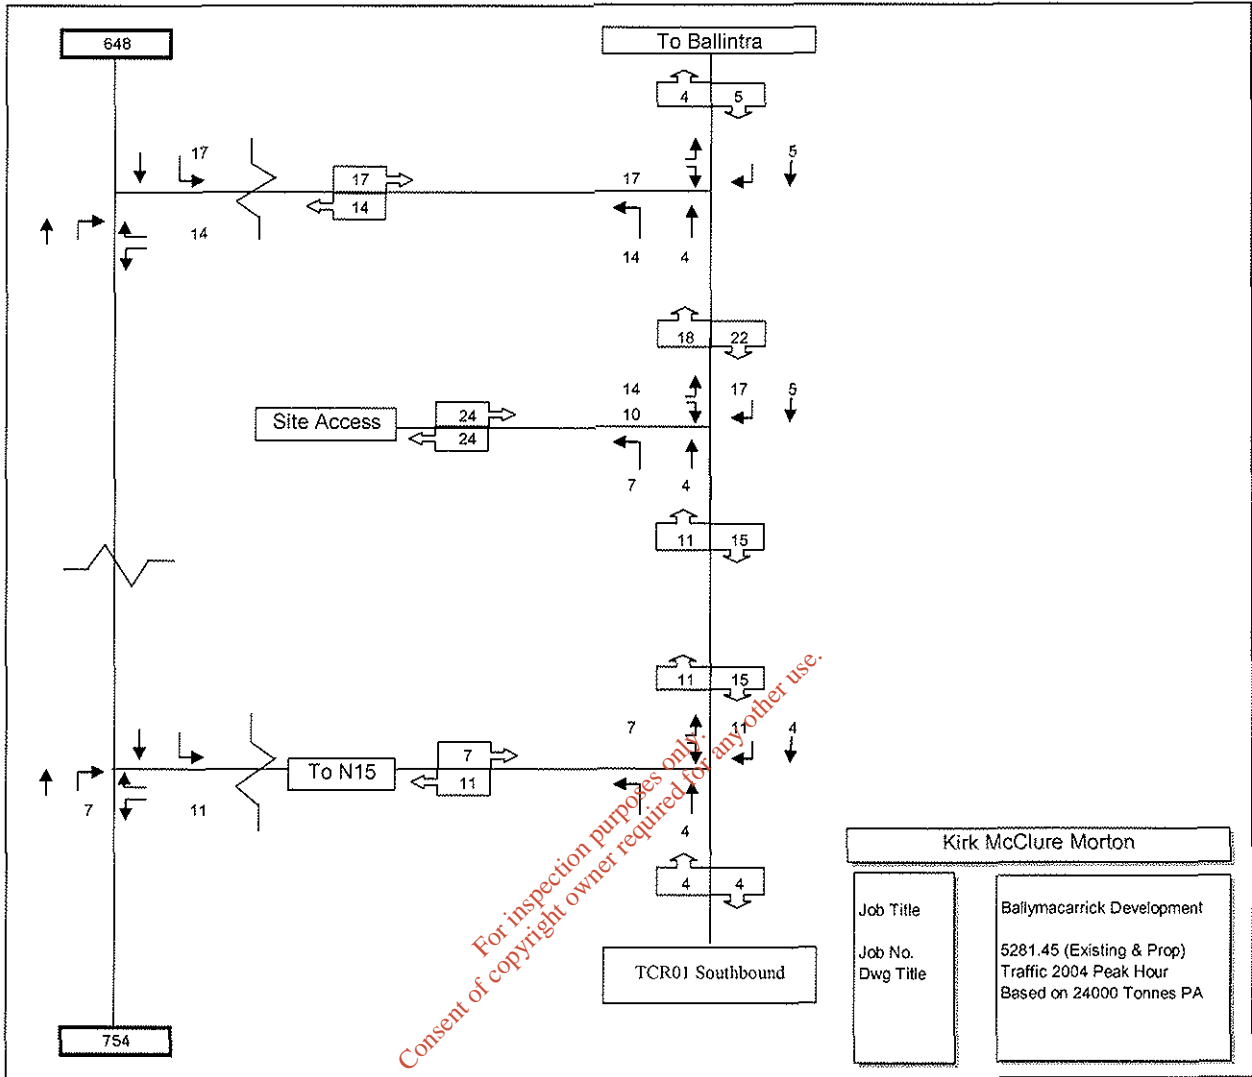 648
To Ballintra
4 5
17
17
14
14
17
5
14 4
18 22
14 17 5
10
Site Access
24
24
7 4
11 15
11 15
7 11 4
To N15
7
11
7 11
4
4 4
TCR01 Southbound
754
For inspection purposes only.
Consent of copyright owner required for any other use.
Kirk McClure Morton
Job Title
Job No.
Dwg Title
Ballymacarrick Development
5281.45 (Existing & Prop)
Traffic 2004 Peak Hour
Based on 24000 Tonnes PA